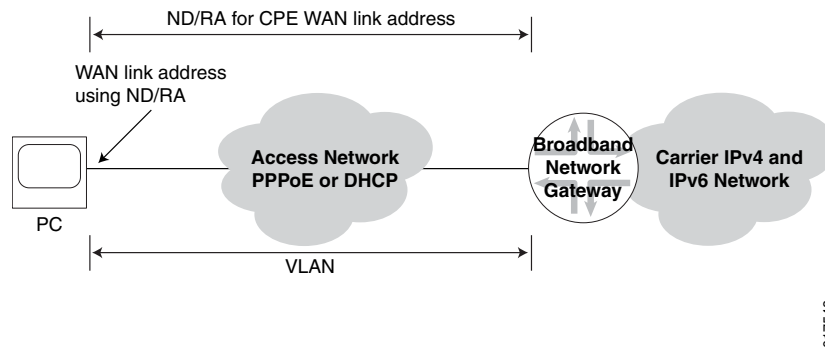 ND/RA for CPE WAN link address
WAN link address
using ND/RA
Access Network
PPPoE or DHCP
Broadband
Network
Gateway
Carrier IPv4 and
IPv6 Network
PC
VLAN